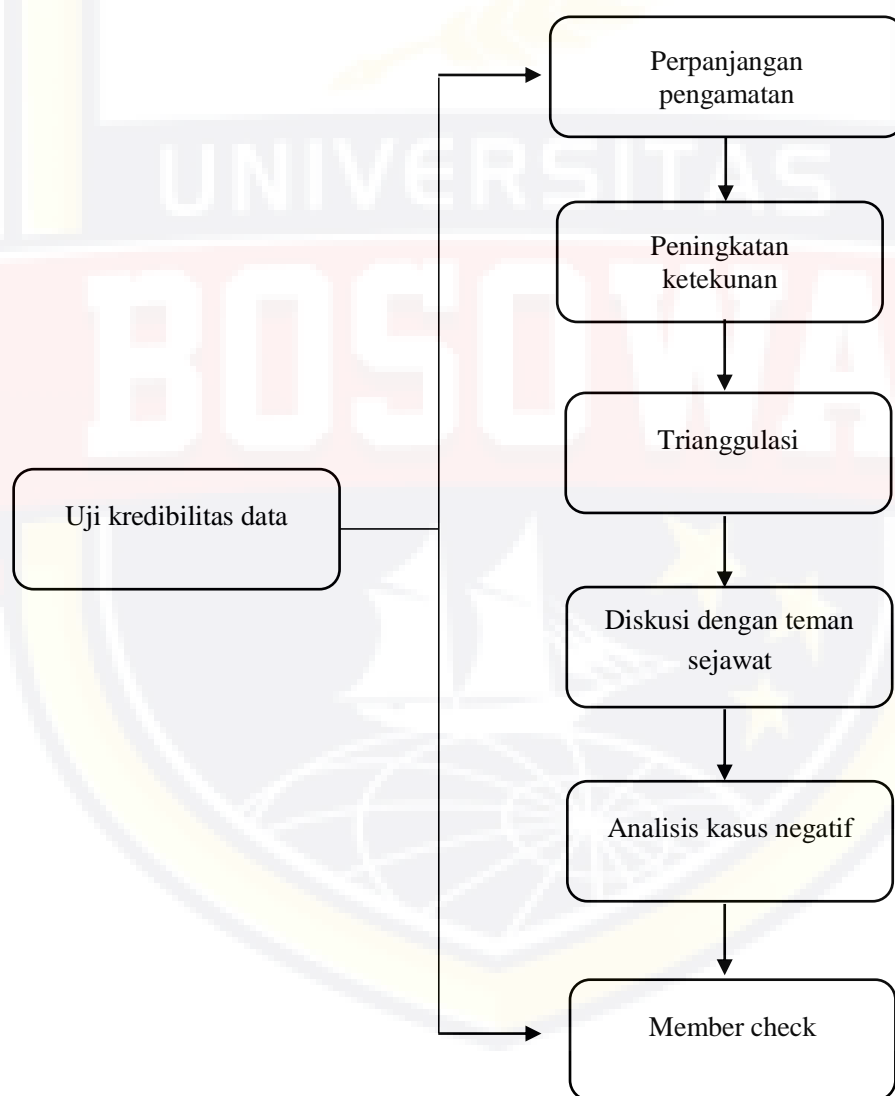 Perpanjangan
pengamatan
UNIVERSITAS
Peningkatan
ketekunan
BOSOWA
Trianggulasi
Uji kredibilitas data
Diskusi dengan teman
sejawat
Analisis kasus negatif
Member check